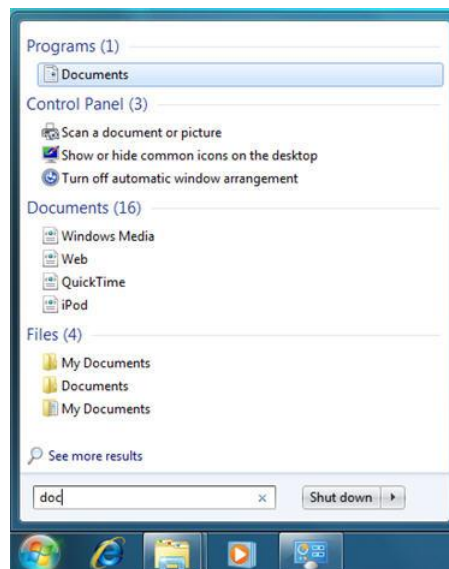 Programs (1)
Documents
Control Panel (3)
Scan a document or picture
Show or hide common icons on the desktop
Turn off automatic window arrangement
Documents (16)
Windows Media
Web
QuickTime
iPod
Files (4)
My Documents
Documents
My Documents
See more results
doc Shut down